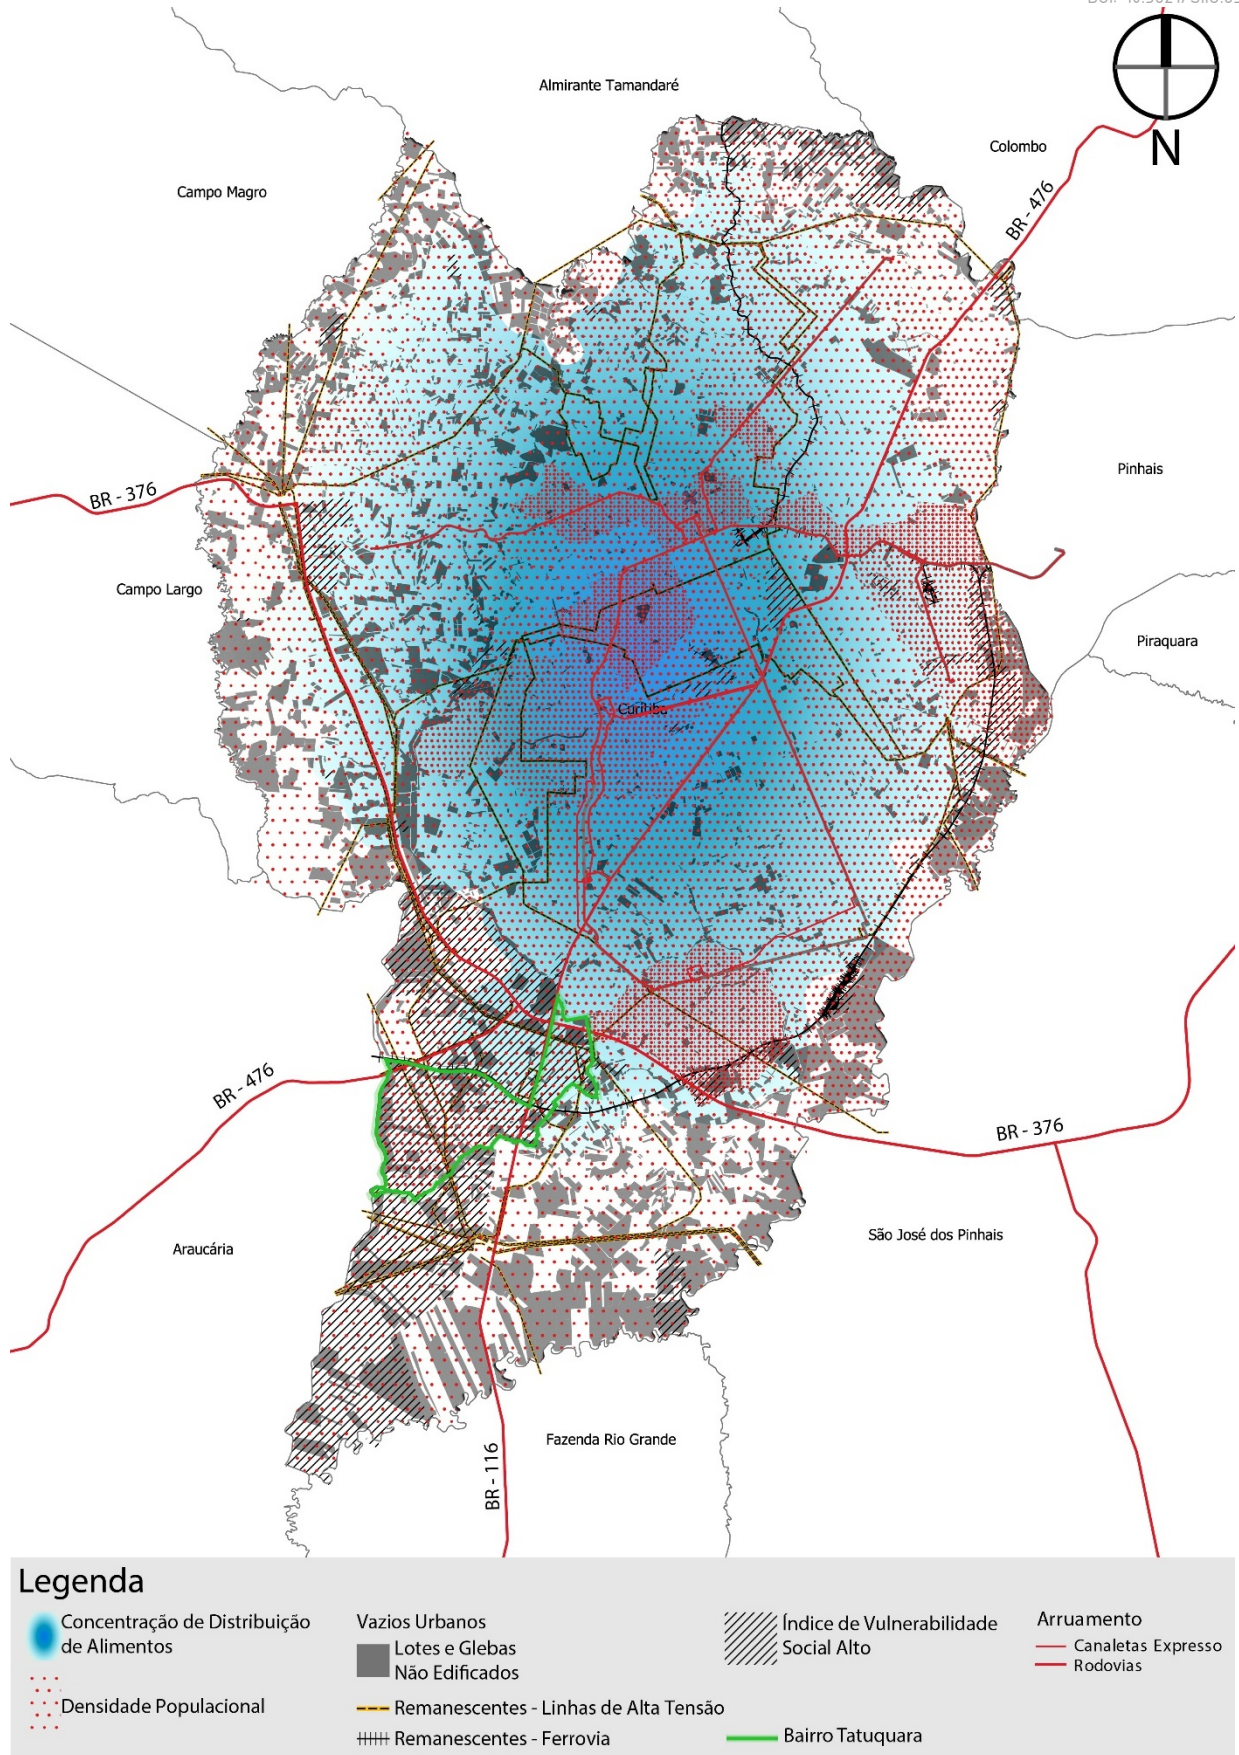 Almirante Tamandaré
Colombo
N
Campo Magro
BR - 476
Pinhais
BR - 376
Campo Largo
Piraquara
Curitiba
BR - 476
BR - 376
São José dos Pinhais
Araucária
Fazenda Rio Grande
BR - 116
Legenda
Concentração de Distribuição
de Alimentos
Densidade Populacional
Vazios Urbanos
Lotes e Glebas
Não Edificados
Remanescentes - Linhas de Alta Tensão
Remanescentes - Ferrovia
Índice de Vulnerabilidade
Social Alto
Bairro Tatuquara
Arruamento
Canaletas Expresso
Rodovias